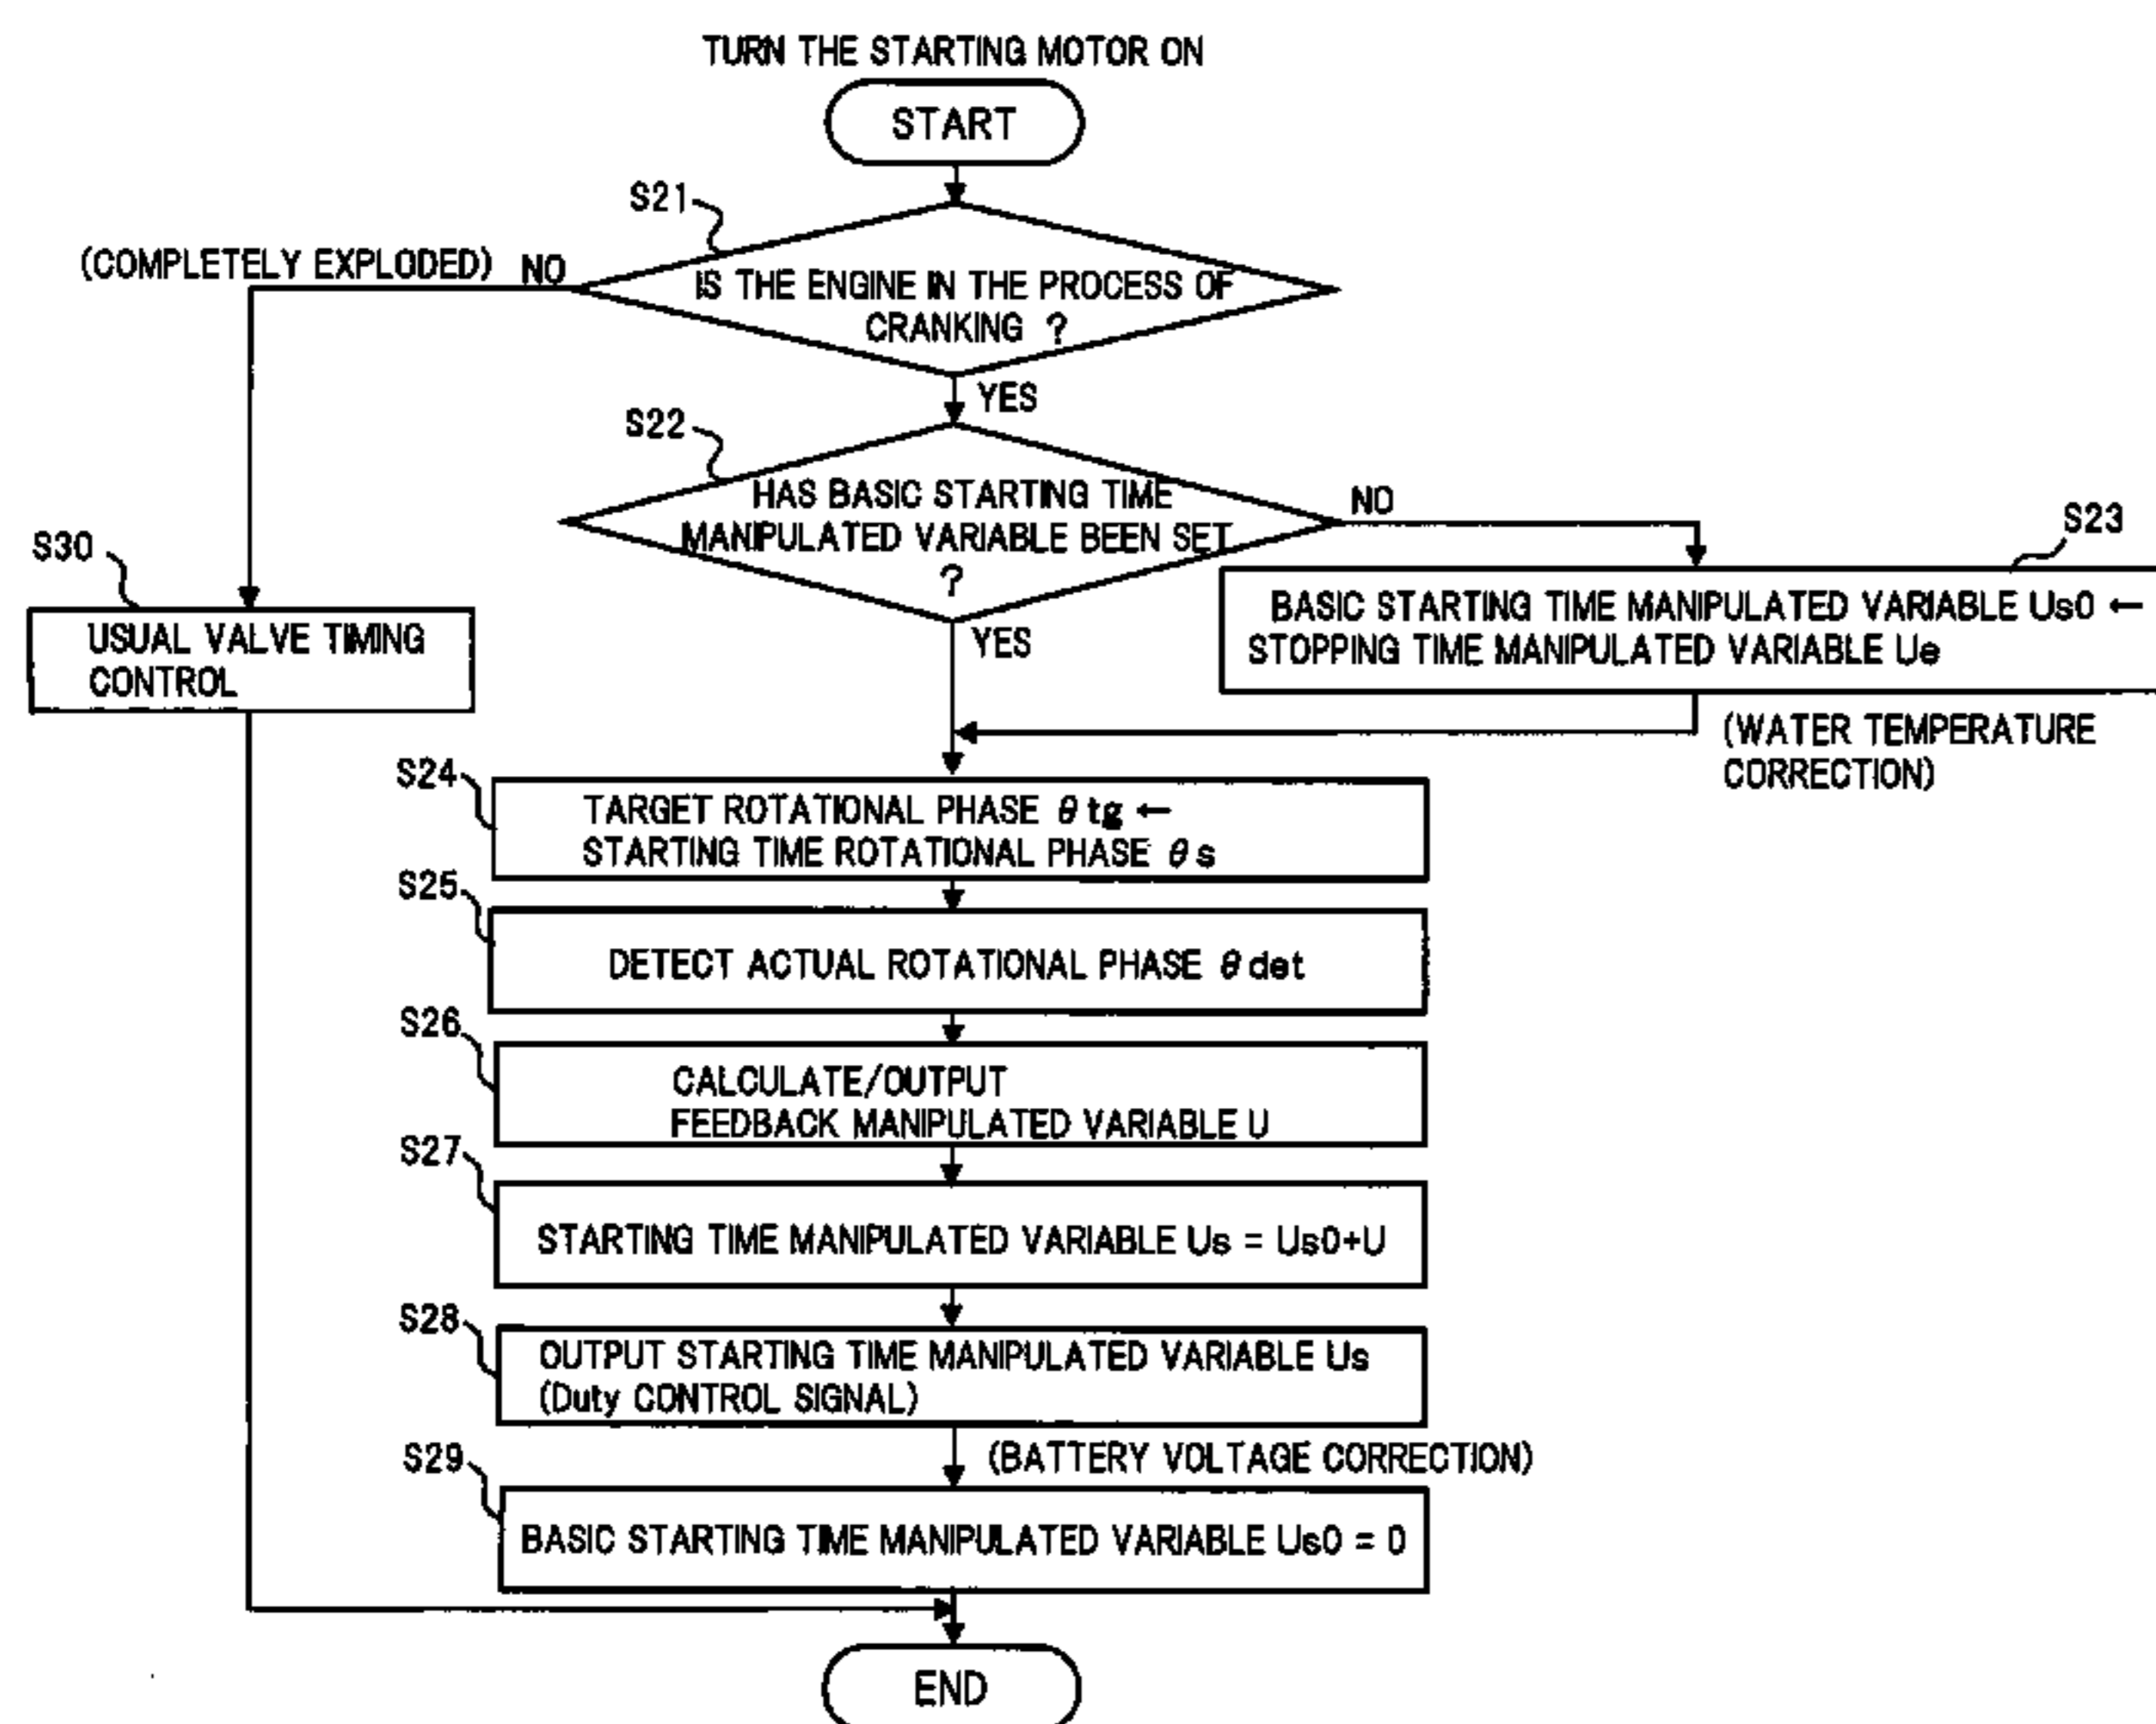 TURN THE STARTING MOTOR ON
START
S21
(COMPLETELY EXPLODED) NO
IS THE ENGINE IN THE PROCESS OF
CRANKING ?
YES
S22
HAS BASIC STARTING TIME
MANIPULATED VARIABLE BEEN SET
?
NO
YES
S23
BASIC STARTING TIME MANIPULATED VARIABLE Us0 ←
STOPPING TIME MANIPULATED VARIABLE Ue
(WATER TEMPERATURE
CORRECTION)
S30
USUAL VALVE TIMING
CONTROL
S24
TARGET ROTATIONAL PHASE θ tg ←
STARTING TIME ROTATIONAL PHASE θ s
S25
DETECT ACTUAL ROTATIONAL PHASE θ det
S26
CALCULATE/OUTPUT
FEEDBACK MANIPULATED VARIABLE U
S27
STARTING TIME MANIPULATED VARIABLE Us = Us0+U
S28
OUTPUT STARTING TIME MANIPULATED VARIABLE Us
(Duty CONTROL SIGNAL)
(BATTERY VOLTAGE CORRECTION)
S29
BASIC STARTING TIME MANIPULATED VARIABLE Us0 = 0
END